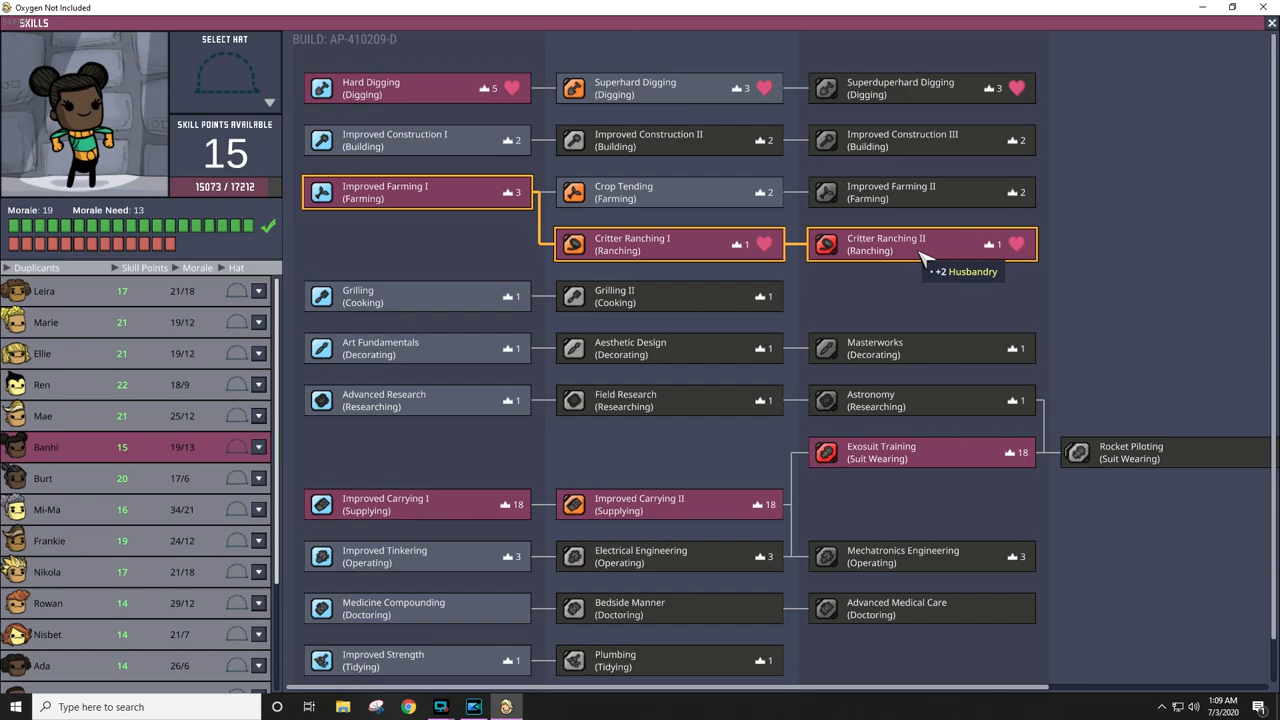 Oxygen Not Included
SKILLS
SELECT HAT
SKILL POINTS AVAILABLE
15
15073 / 17212
Morale: 19 Morale Need: 13
Duplicants Skill Points Morale Hat
Leira 17 21/18
Marie 21 19/12
Ellie 21 19/12
Ren 22 18/9
Mae 21 25/12
Banhi 15 19/13
Burt 20 17/6
Mi-Ma 16 34/21
Frankie 19 24/12
Nikola 17 21/18
Rowan 14 29/12
Nisbet 14 21/7
Ada 14 26/6
BUILD: AP-410209-D
Hard Digging
(Digging)
5
Superhard Digging
(Digging)
3
Superduperhard Digging
(Digging)
3
Improved Construction I
(Building)
2
Improved Construction II
(Building)
2
Improved Construction III
(Building)
2
Improved Farming I
(Farming)
3
Crop Tending
(Farming)
2
Improved Farming II
(Farming)
2
Critter Ranching I
(Ranching)
1
Critter Ranching II
(Ranching)
1
• +2 Husbandry
Grilling
(Cooking)
1
Grilling II
(Cooking)
1
Art Fundamentals
(Decorating)
1
Aesthetic Design
(Decorating)
1
Masterworks
(Decorating)
1
Advanced Research
(Researching)
1
Field Research
(Researching)
1
Astronomy
(Researching)
1
Exosuit Training
(Suit Wearing)
18
Rocket Piloting
(Suit Wearing)
Improved Carrying I
(Supplying)
18
Improved Carrying II
(Supplying)
18
Improved Tinkering
(Operating)
3
Electrical Engineering
(Operating)
3
Mechatronics Engineering
(Operating)
3
Medicine Compounding
(Doctoring)
Bedside Manner
(Doctoring)
Advanced Medical Care
(Doctoring)
Improved Strength
(Tidying)
1
Plumbing
(Tidying)
1
Type here to search
1:09 AM
7/3/2020